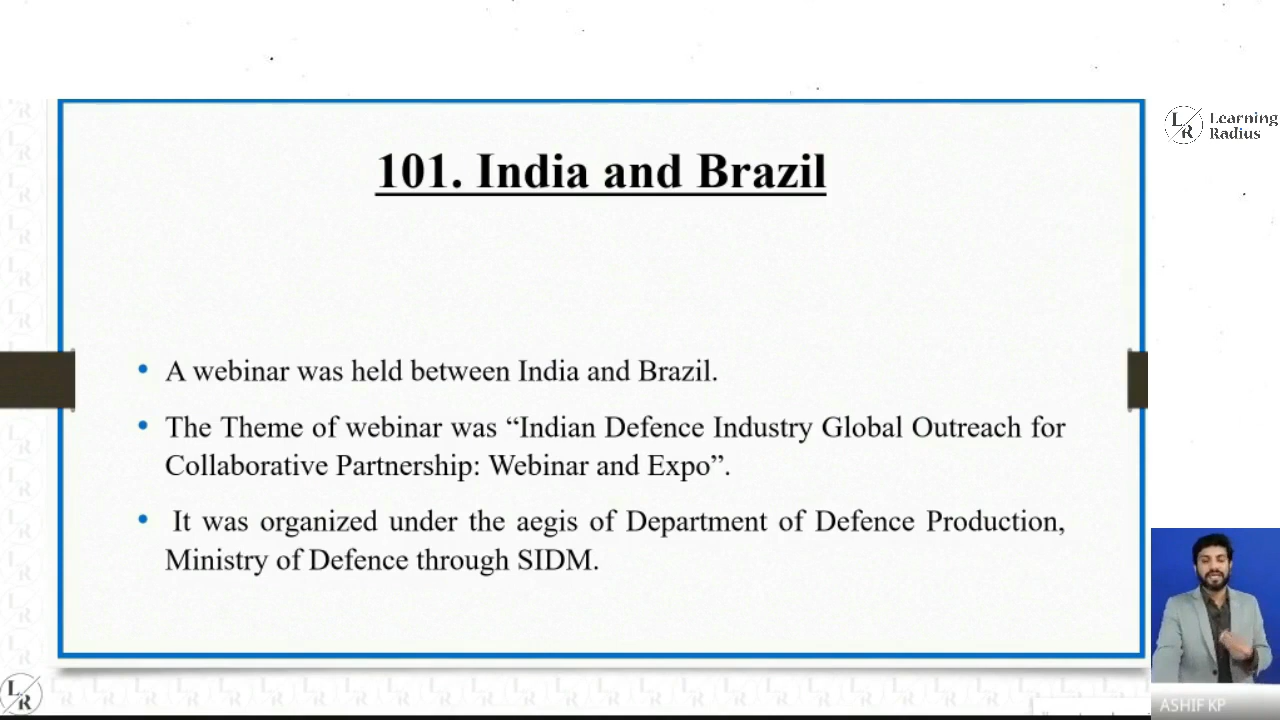 101. India and Brazil
Learning
Radius
• A webinar was held between India and Brazil.
• The Theme of webinar was “Indian Defence Industry Global Outreach for
Collaborative Partnership: Webinar and Expo”.
• It was organized under the aegis of Department of Defence Production,
Ministry of Defence through SIDM.
ASHIF KP